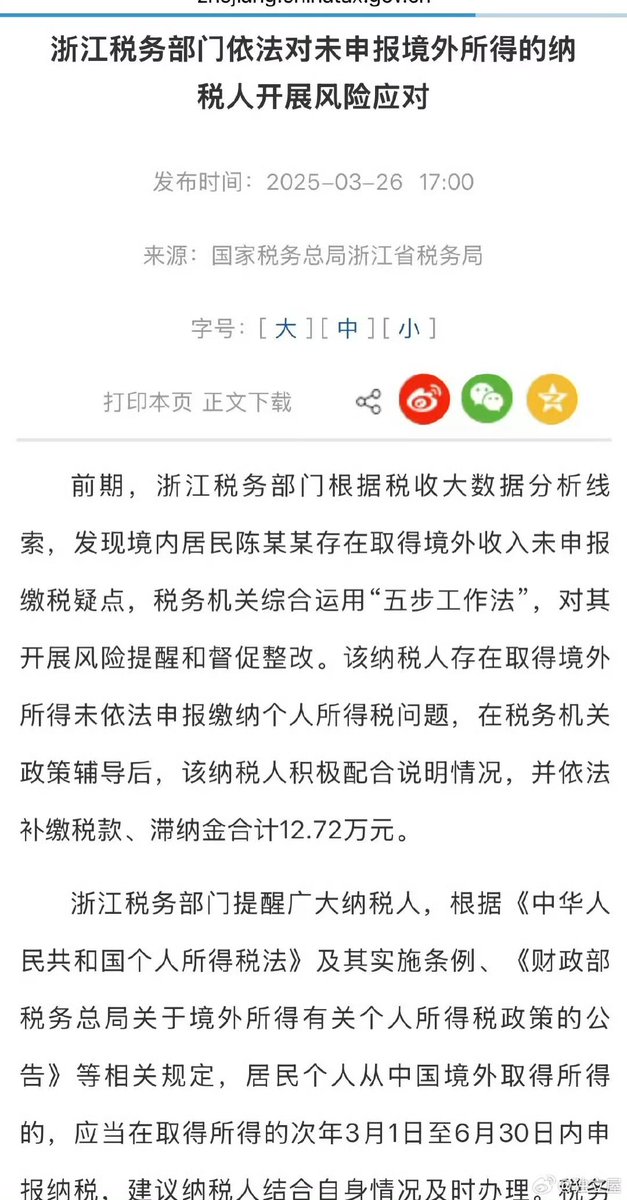 zhejiang.chinatax.gov.cn
浙江税务部门依法对未申报境外所得的纳
税人开展风险应对
发布时间：2025-03-26 17:00
来源：国家税务总局浙江省税务局
字号：[ 大 ][ 中 ][ 小 ]
打印本页 正文下载
前期，浙江税务部门根据税收大数据分析线
索，发现境内居民陈某某存在取得境外收入未申报
缴税疑点，税务机关综合运用“五步工作法”，对其
开展风险提醒和督促整改。该纳税人存在取得境外
所得未依法申报缴纳个人所得税问题，在税务机关
政策辅导后，该纳税人积极配合说明情况，并依法
补缴税款、滞纳金合计12.72万元。
浙江税务部门提醒广大纳税人，根据《中华人
民共和国个人所得税法》及其实施条例、《财政部
税务总局关于境外所得有关个人所得税政策的公
告》等相关规定，居民个人从中国境外取得所得
的，应当在取得所得的次年3月1日至6月30日内申
报纳税，建议纳税人结合自身情况及时办理。税务